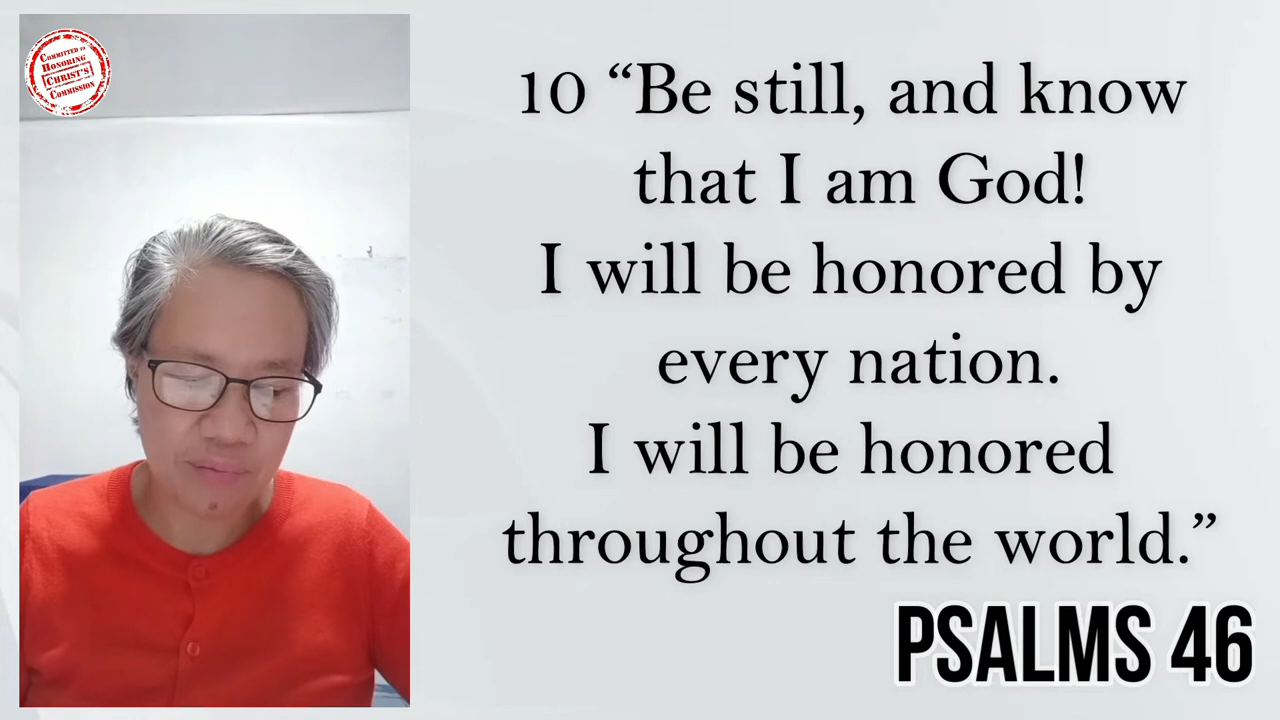 COMMITTED TO
HONORING
CHRIST'S
COMMISSION
10 “Be still, and know
that I am God!
I will be honored by
every nation.
I will be honored
throughout the world.”
PSALMS 46